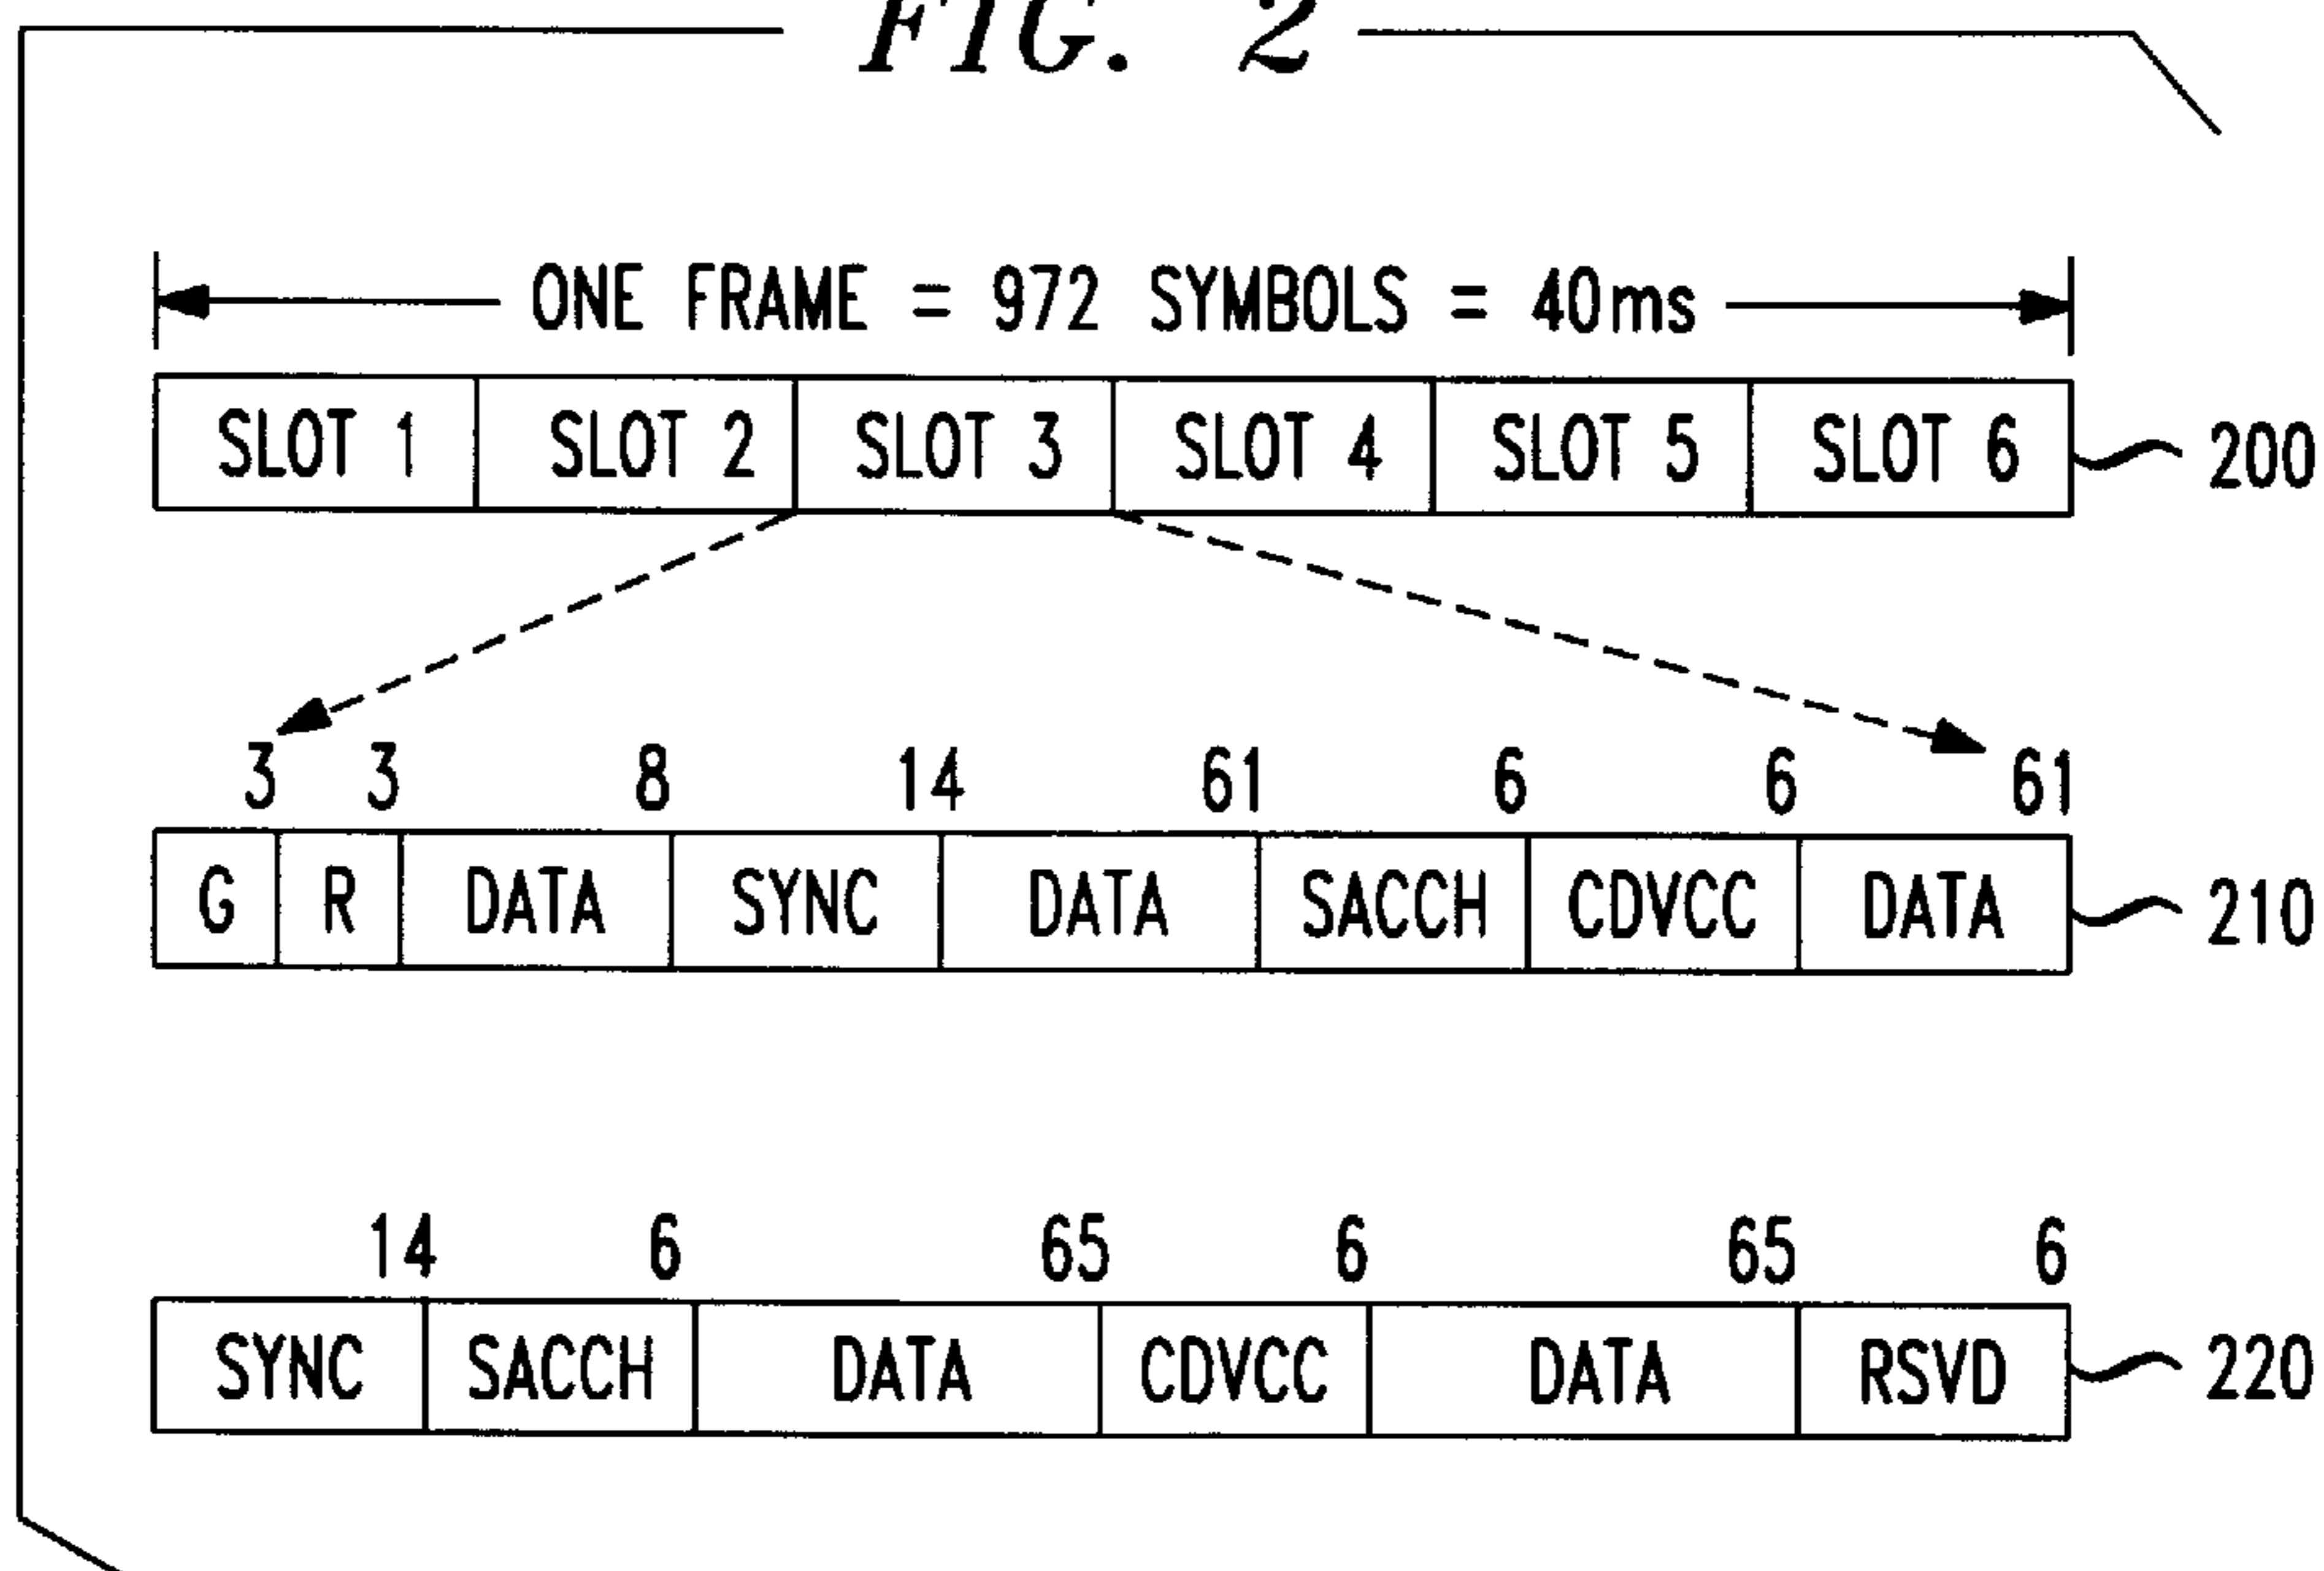 FIG. 2
ONE FRAME = 972 SYMBOLS = 40ms
SLOT 1 SLOT 2 SLOT 3 SLOT 4 SLOT 5 SLOT 6 200
3 3 8 14 61 6 6 61
G R DATA SYNC DATA SACCH CDVCC DATA 210
14 6 65 6 65 6
SYNC SACCH DATA CDVCC DATA RSVD 220